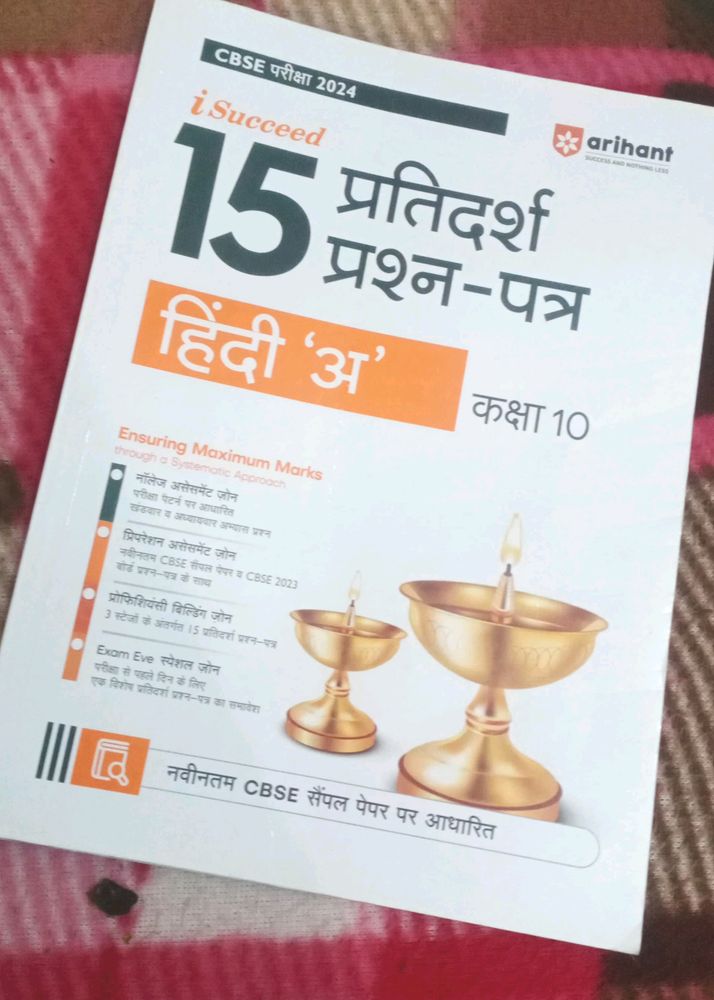 CBSE परीक्षा 2024
i Succeed
arihant
SUCCESS AND NOTHING LESS
15 प्रतिदर्श
प्रश्न-पत्र
हिंदी ‘अ’
कक्षा 10
Ensuring Maximum Marks
through a Systematic Approach
नॉलेज असेसमेंट ज़ोन
परीक्षा पैटर्न पर आधारित
खंडवार व अध्यायवार अभ्यास प्रश्न
प्रिपरेशन असेसमेंट ज़ोन
नवीनतम CBSE सैंपल पेपर व CBSE 2023
बोर्ड प्रश्न-पत्र के साथ
प्रोफिशियंसी बिल्डिंग ज़ोन
3 स्टेजों के अंतर्गत 15 प्रतिदर्श प्रश्न-पत्र
Exam Eve स्पेशल ज़ोन
परीक्षा से पहले दिन के लिए
एक विशेष प्रतिदर्श प्रश्न-पत्र का समावेश
नवीनतम CBSE सैंपल पेपर पर आधारित